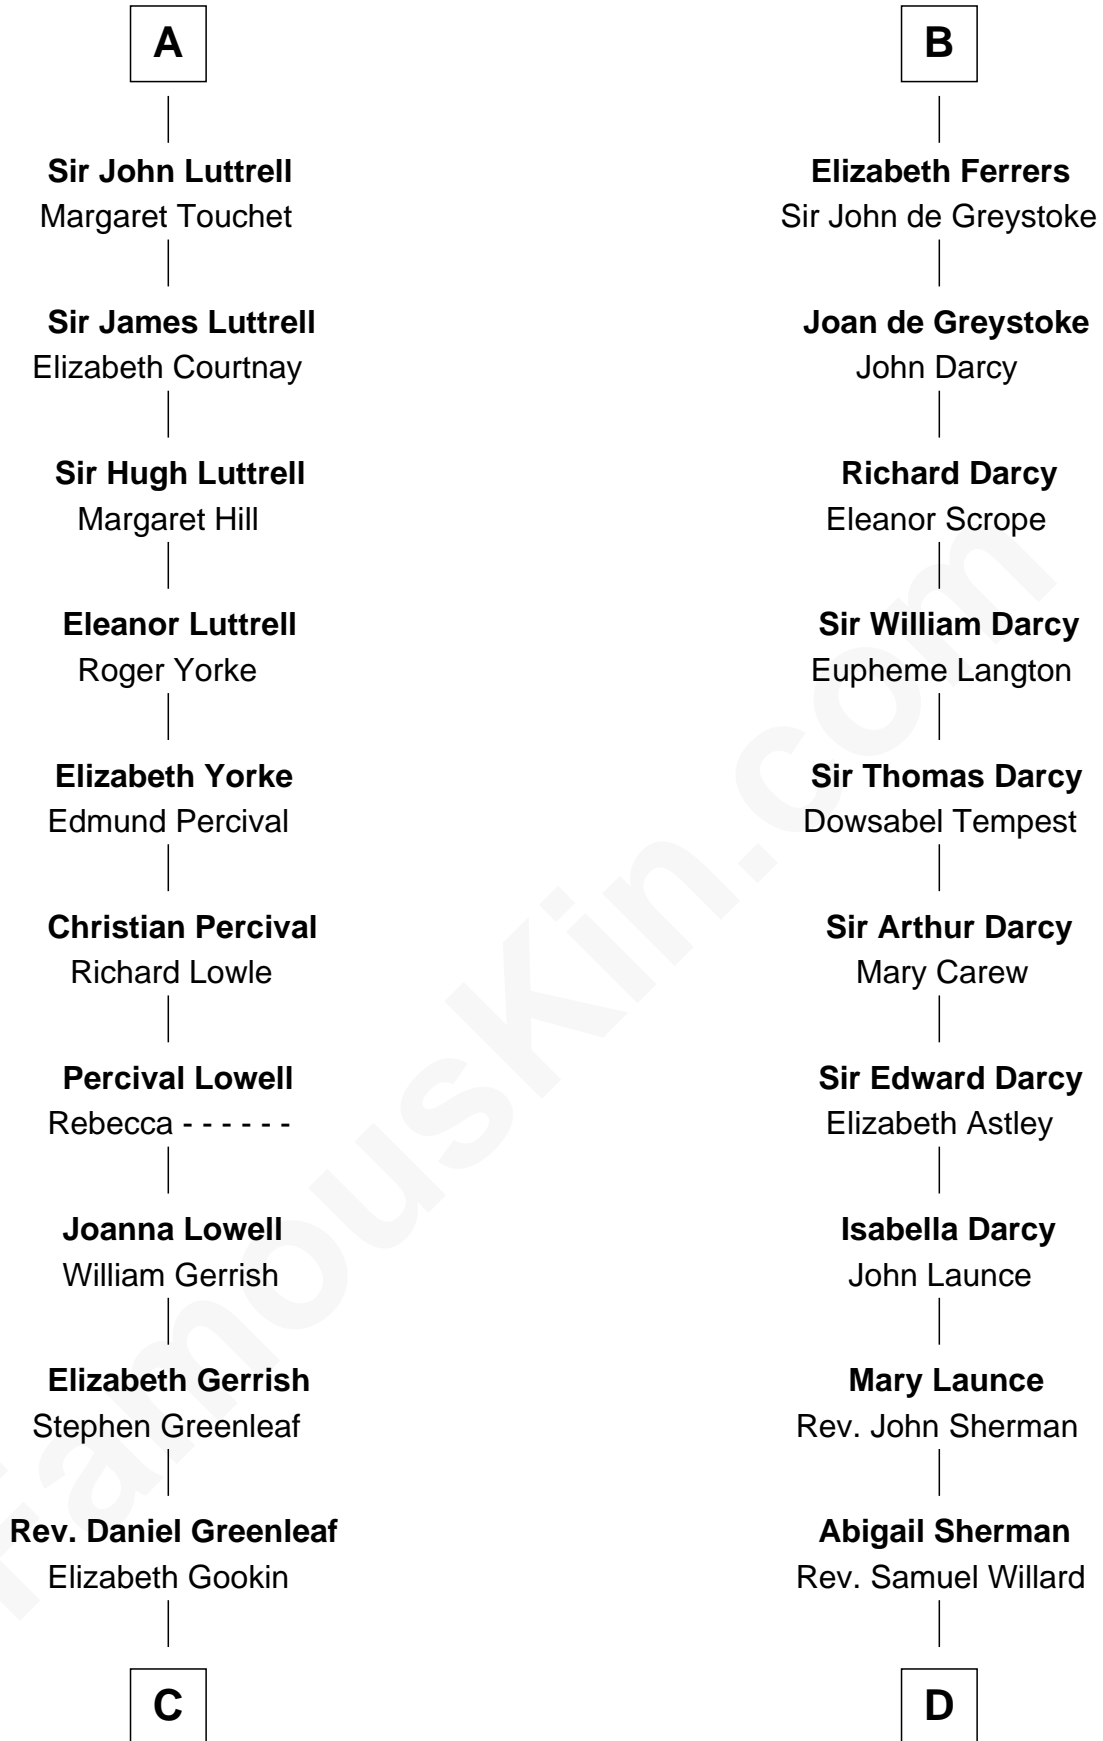 A
Sir John Luttrell
Margaret Touchet
Sir James Luttrell
Elizabeth Courtnay
Sir Hugh Luttrell
Margaret Hill
Eleanor Luttrell
Roger Yorke
Elizabeth Yorke
Edmund Percival
Christian Percival
Richard Lowle
Percival Lowell
Rebecca - - - - - -
Joanna Lowell
William Gerrish
Elizabeth Gerrish
Stephen Greenleaf
Rev. Daniel Greenleaf
Elizabeth Gookin
C
B
Elizabeth Ferrers
Sir John de Greystoke
Joan de Greystoke
John Darcy
Richard Darcy
Eleanor Scrope
Sir William Darcy
Eupheme Langton
Sir Thomas Darcy
Dowsabel Tempest
Sir Arthur Darcy
Mary Carew
Sir Edward Darcy
Elizabeth Astley
Isabella Darcy
John Launce
Mary Launce
Rev. John Sherman
Abigail Sherman
Rev. Samuel Willard
D
FamousKin.com